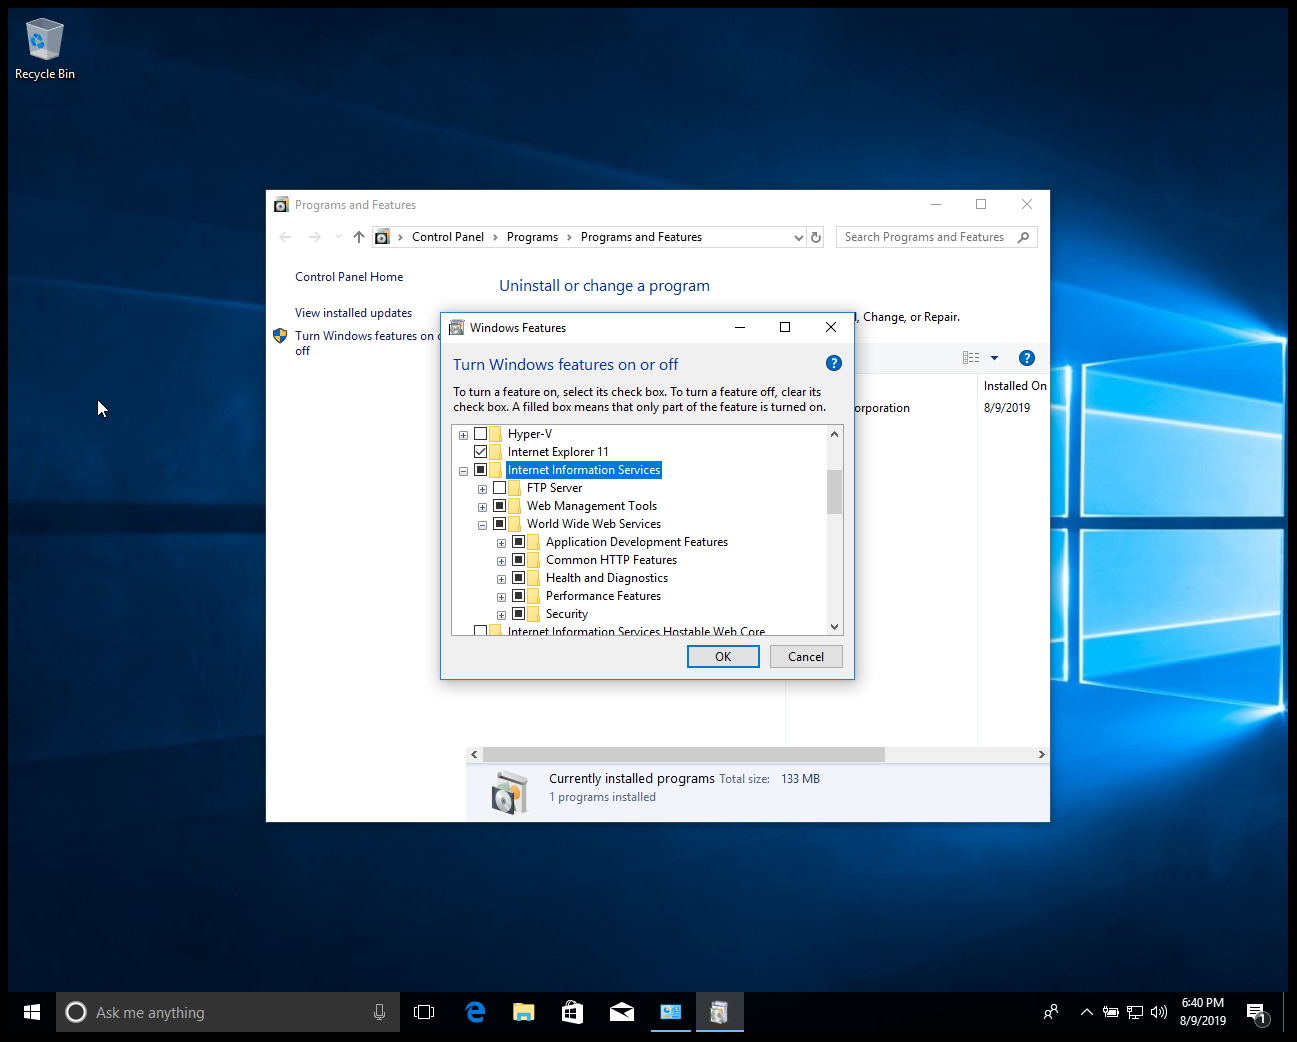 Recycle Bin
Programs and Features
Control Panel
Programs
Programs and Features
Search Programs and Features
Control Panel Home
View installed updates
Turn Windows features on o
off
Uninstall or change a program
, Change, or Repair.
Installed On
orporation
8/9/2019
Windows Features
Turn Windows features on or off
To turn a feature on, select its check box. To turn a feature off, clear its
check box. A filled box means that only part of the feature is turned on.
Hyper-V
Internet Explorer 11
Internet Information Services
FTP Server
Web Management Tools
World Wide Web Services
Application Development Features
Common HTTP Features
Health and Diagnostics
Performance Features
Security
Internet Information Services Hostable Web Core
OK
Cancel
Currently installed programs Total size: 133 MB
1 programs installed
Ask me anything
6:40 PM
8/9/2019
1